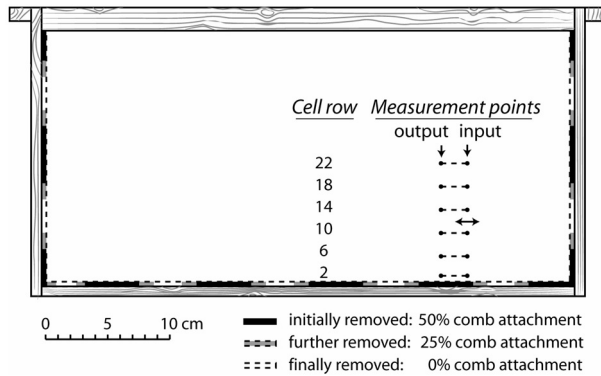 Cell row Measurement points
output input
22
18
14
10
6
2
0 5 10 cm
initially removed: 50% comb attachment
further removed: 25% comb attachment
finally removed: 0% comb attachment